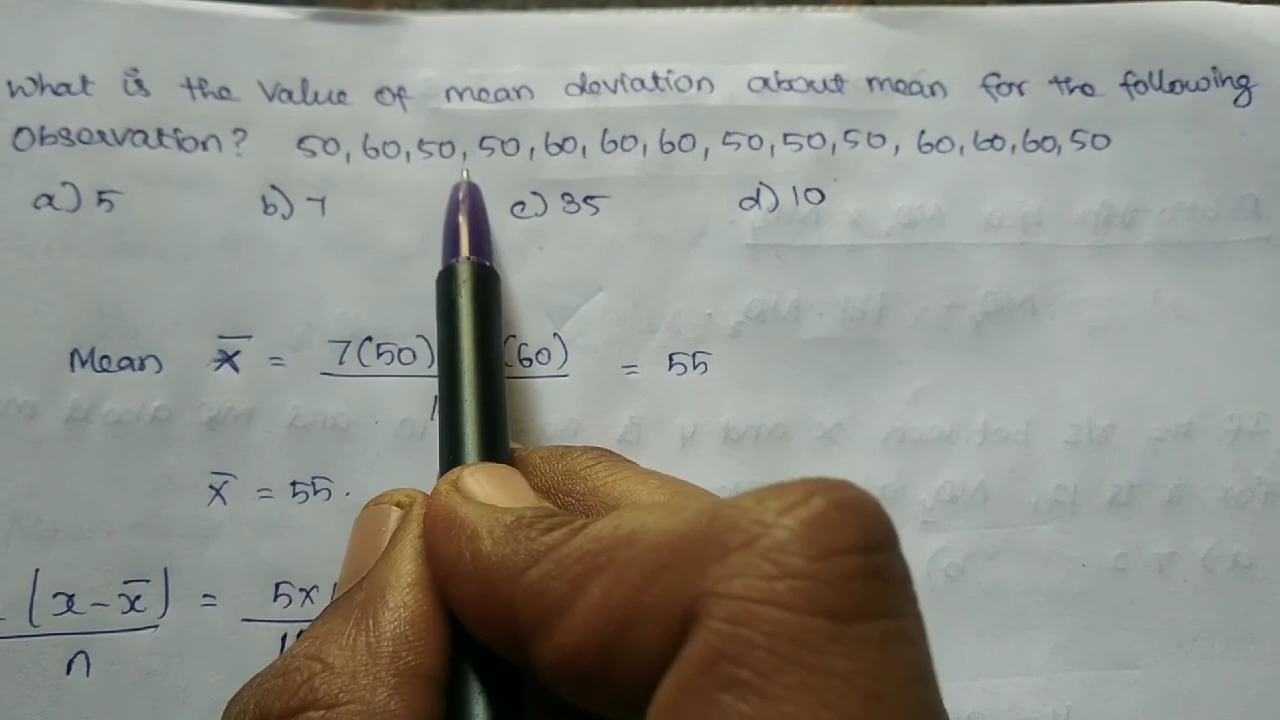 What is the value of mean deviation about mean for the following
Observation? 50, 60, 50, 50, 60, 60, 60, 50, 50, 50, 60, 60, 60, 50
a) 5 b) 7 c) 35 d) 10
Mean x̄ = 7(50) (60) = 55
x̄ = 55.
(x - x̄) = 5x
n